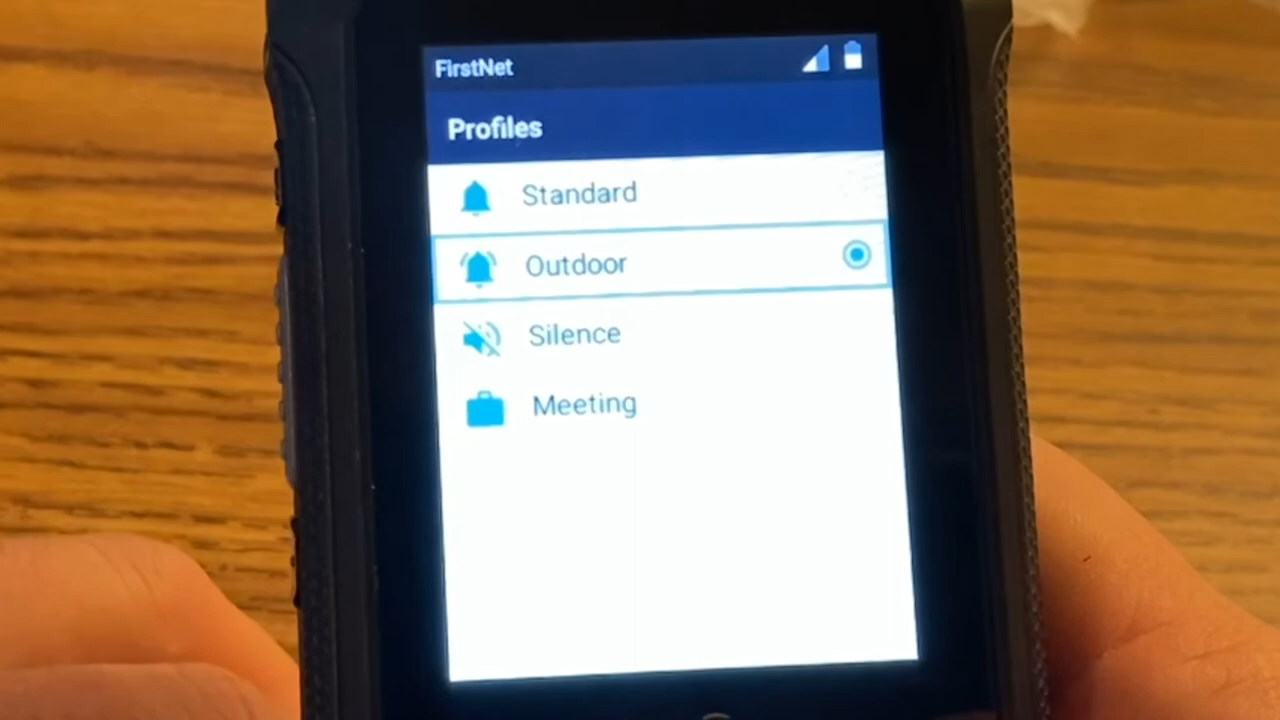 FirstNet
Profiles
Standard
Outdoor
Silence
Meeting